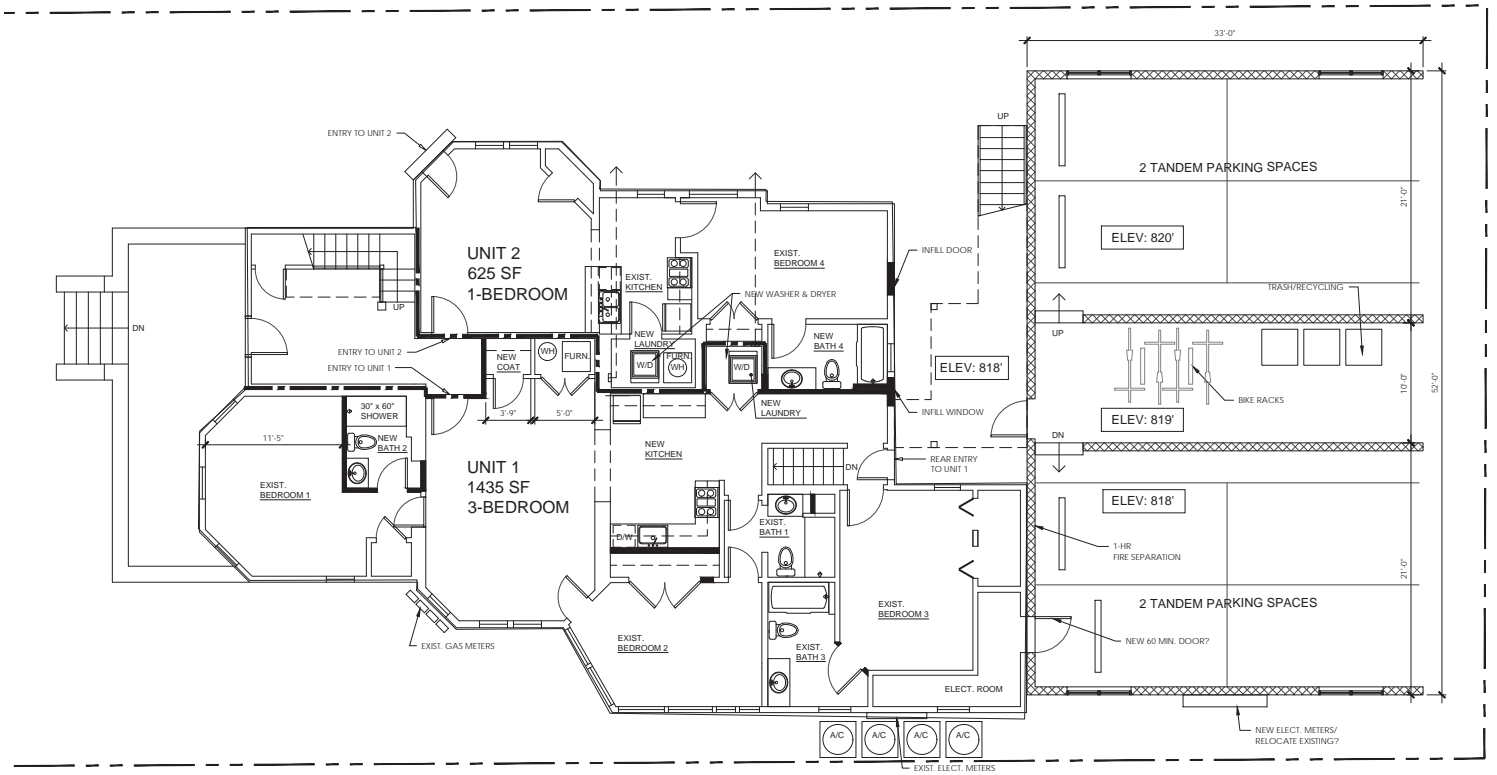 33'-0"
ENTRY TO UNIT 2
UP
2 TANDEM PARKING SPACES
21'-0"
ELEV: 820'
UNIT 2
625 SF
1-BEDROOM
EXIST.
KITCHEN
EXIST.
BEDROOM 4
INFILL DOOR
NEW WASHER & DRYER
TRASH/RECYCLING
DN
UP
ENTRY TO UNIT 2
ENTRY TO UNIT 1
NEW
COAT
WH
FURN.
NEW
LAUNDRY
W/D
FURN.
WH
W/D
NEW
BATH 4
UP
ELEV: 818'
10'-0"
52'-0"
BIKE RACKS
30" x 60"
SHOWER
NEW
BATH 2
11'-5"
3'-9"
5'-0"
NEW
LAUNDRY
INFILL WINDOW
ELEV: 819'
DN
NEW
KITCHEN
REAR ENTRY
TO UNIT 1
DN
UNIT 1
1435 SF
3-BEDROOM
EXIST.
BEDROOM 1
ELEV: 818'
EXIST.
BATH 1
D/W
1-HR
FIRE SEPARATION
21'-0"
2 TANDEM PARKING SPACES
EXIST.
BEDROOM 3
EXIST. GAS METERS
EXIST.
BEDROOM 2
EXIST.
BATH 3
NEW 60 MIN. DOOR?
ELECT. ROOM
A/C
A/C
A/C
A/C
NEW ELECT. METERS/
RELOCATE EXISTING?
EXIST. ELECT. METERS